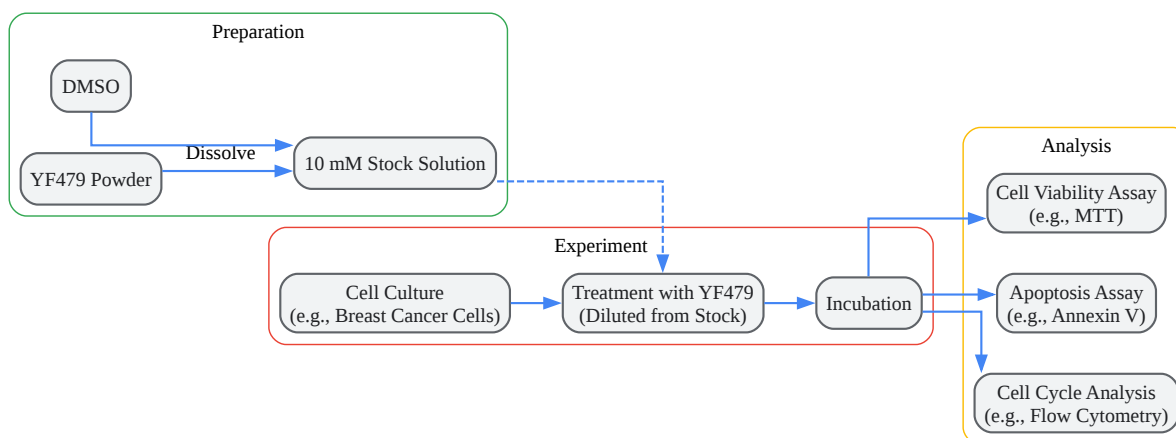 Preparation
DMSO
Dissolve
YF479 Powder
10 mM Stock Solution
Experiment
Cell Culture
(e.g., Breast Cancer Cells)
Treatment with YF479
(Diluted from Stock)
Incubation
Analysis
Cell Viability Assay
(e.g., MTT)
Apoptosis Assay
(e.g., Annexin V)
Cell Cycle Analysis
(e.g., Flow Cytometry)